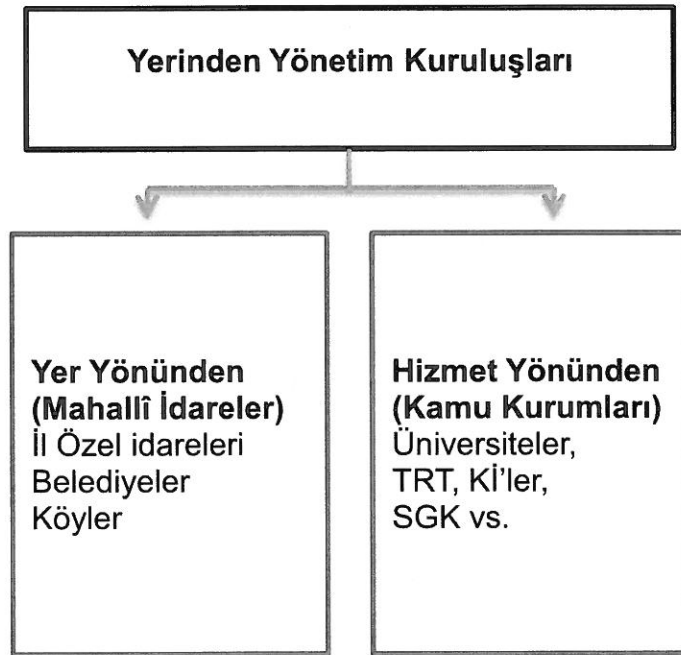 Yerinden Yönetim Kuruluşları
Yer Yönünden
(Mahallî İdareler)
İl Özel idareleri
Belediyeler
Köyler
Hizmet Yönünden
(Kamu Kurumları)
Üniversiteler,
TRT, Kİ'ler,
SGK vs.